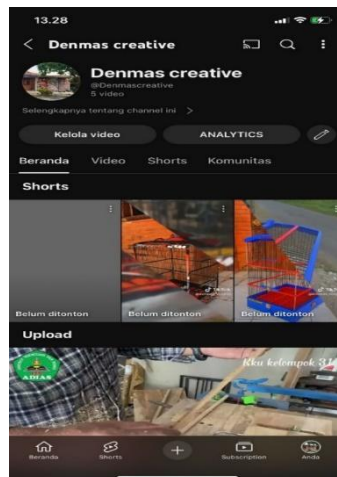 13.28
Denmas creative
Denmas creative
@Denmascreative
5 video
Selengkapnya tentang channel ini
Kelola video
ANALYTICS
Beranda Video Shorts Komunitas
Shorts
Belum ditonton
Belum ditonton
Belum ditonton
Upload
ADIAS
Kku kelompok 31
Beranda
Shorts
Subscription
Anda